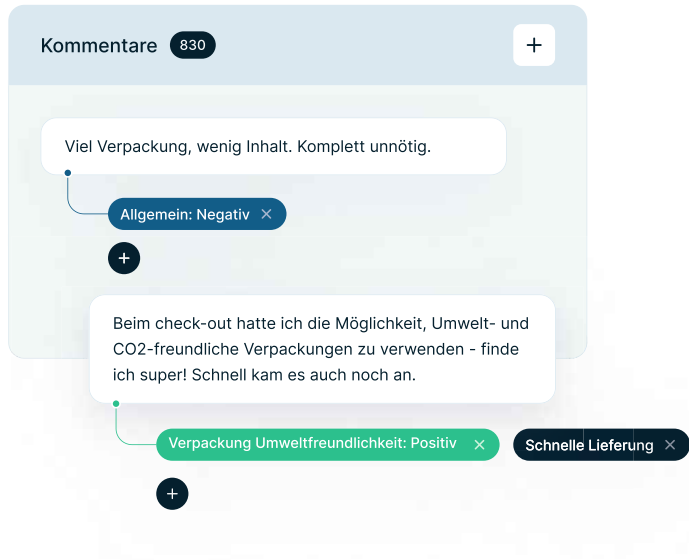 Kommentare 830
Viel Verpackung, wenig Inhalt. Komplett unnötig.
Allgemein: Negativ
Beim check-out hatte ich die Möglichkeit, Umwelt- und
CO2-freundliche Verpackungen zu verwenden - finde
ich super! Schnell kam es auch noch an.
Verpackung Umweltfreundlichkeit: Positiv
Schnelle Lieferung